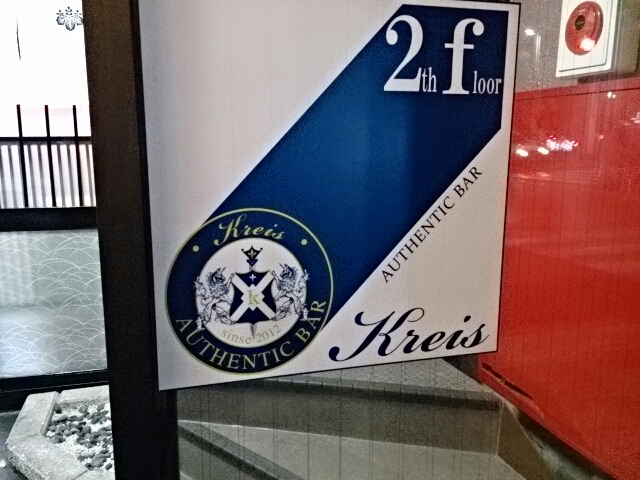 2th floor
AUTHENTIC BAR
Kreis
Kreis
k
sinse 2012
AUTHENTIC BAR